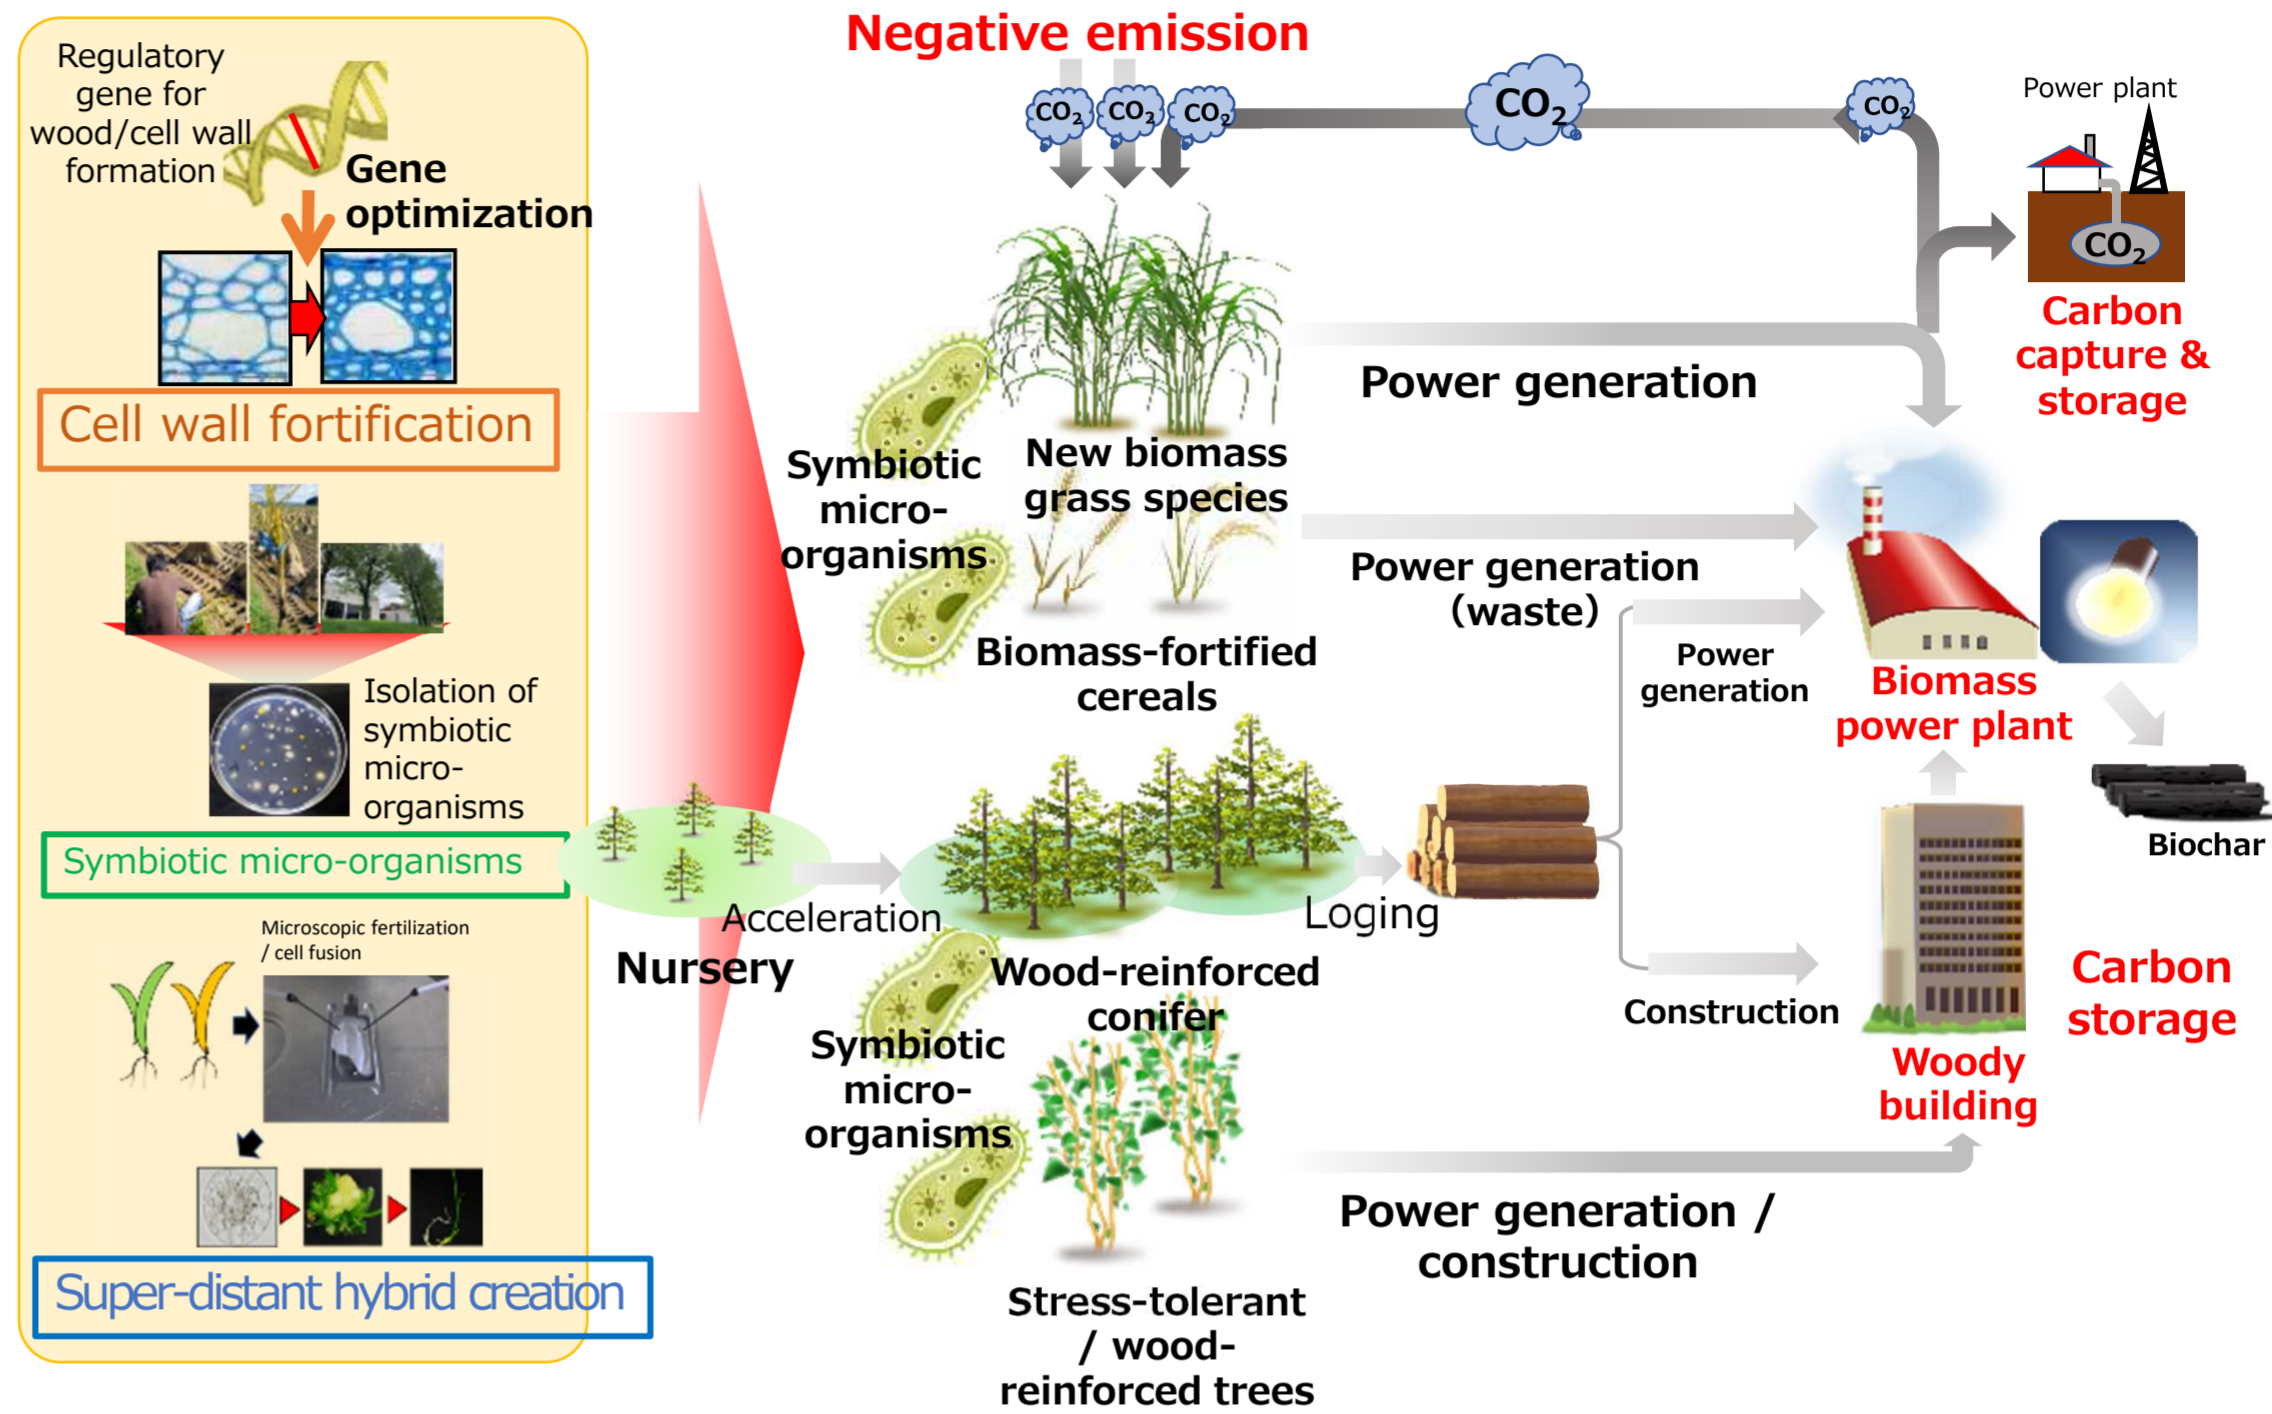 Regulatory
gene for
wood/cell wall
formation
Gene
optimization
Cell wall fortification
Isolation of
symbiotic
micro-
organisms
Symbiotic micro-organisms
Microscopic fertilization
/ cell fusion
Super-distant hybrid creation
Negative emission
CO2
CO2
CO2
CO2
CO2
Power plant
CO2
Carbon
capture &
storage
Power generation
Symbiotic
micro-
organisms
New biomass
grass species
Power generation
(waste)
Biomass-fortified
cereals
Power
generation
Biomass
power plant
Biochar
Nursery
Acceleration
Loging
Wood-reinforced
conifer
Construction
Carbon
storage
Woody
building
Symbiotic
micro-
organisms
Power generation /
construction
Stress-tolerant
/ wood-
reinforced trees